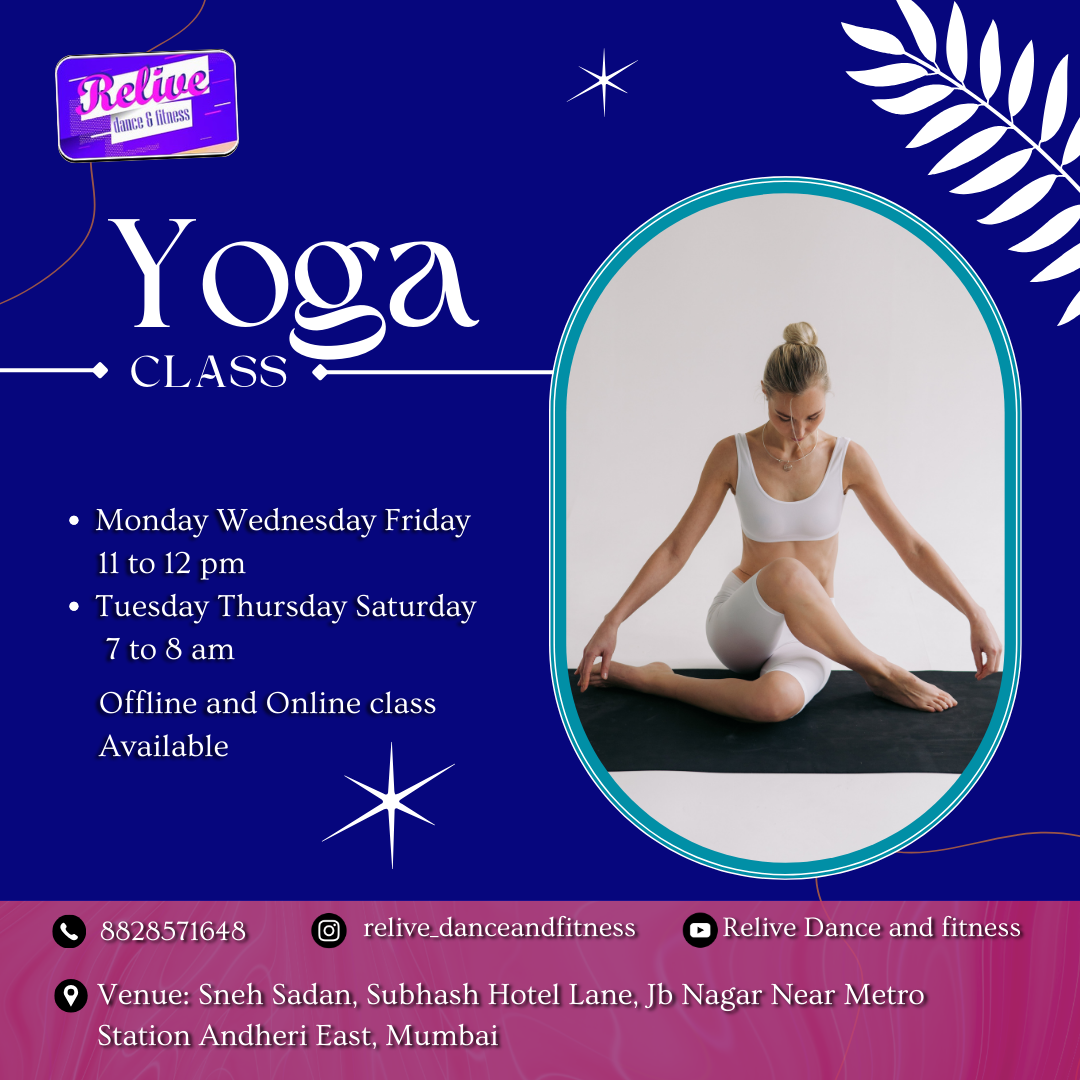 Relive
dance & fitness
Yoga
CLASS
• Monday Wednesday Friday
11 to 12 pm
• Tuesday Thursday Saturday
7 to 8 am
Offline and Online class
Available
8828571648
relive_danceandfitness
Relive Dance and fitness
Venue: Sneh Sadan, Subhash Hotel Lane, Jb Nagar Near Metro
Station Andheri East, Mumbai